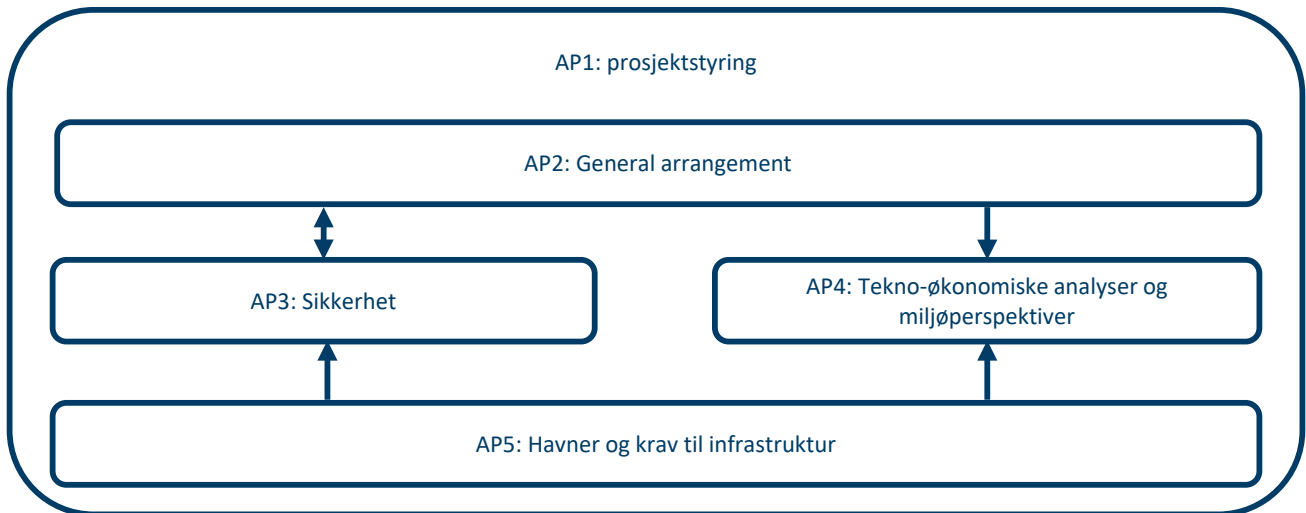 AP1: prosjektstyring
AP2: General arrangement
AP3: Sikkerhet
AP4: Tekno-økonomiske analyser og
miljøperspektiver
AP5: Havner og krav til infrastruktur